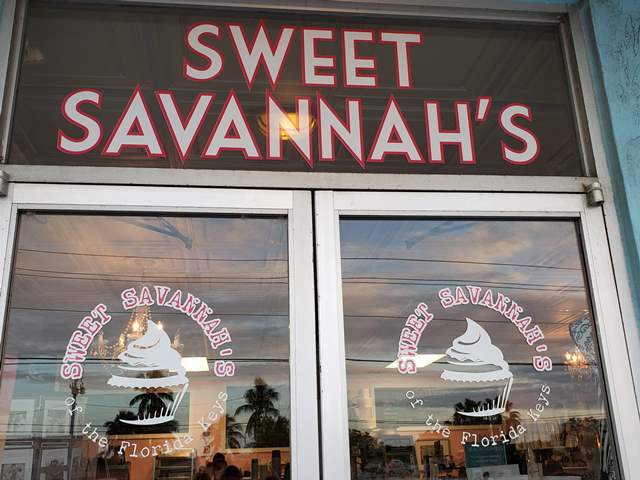 SWEET
SAVANNAH'S
SWEET SAVANNAH'S
of the Florida Keys
SWEET SAVANNAH'S
of the Florida Keys